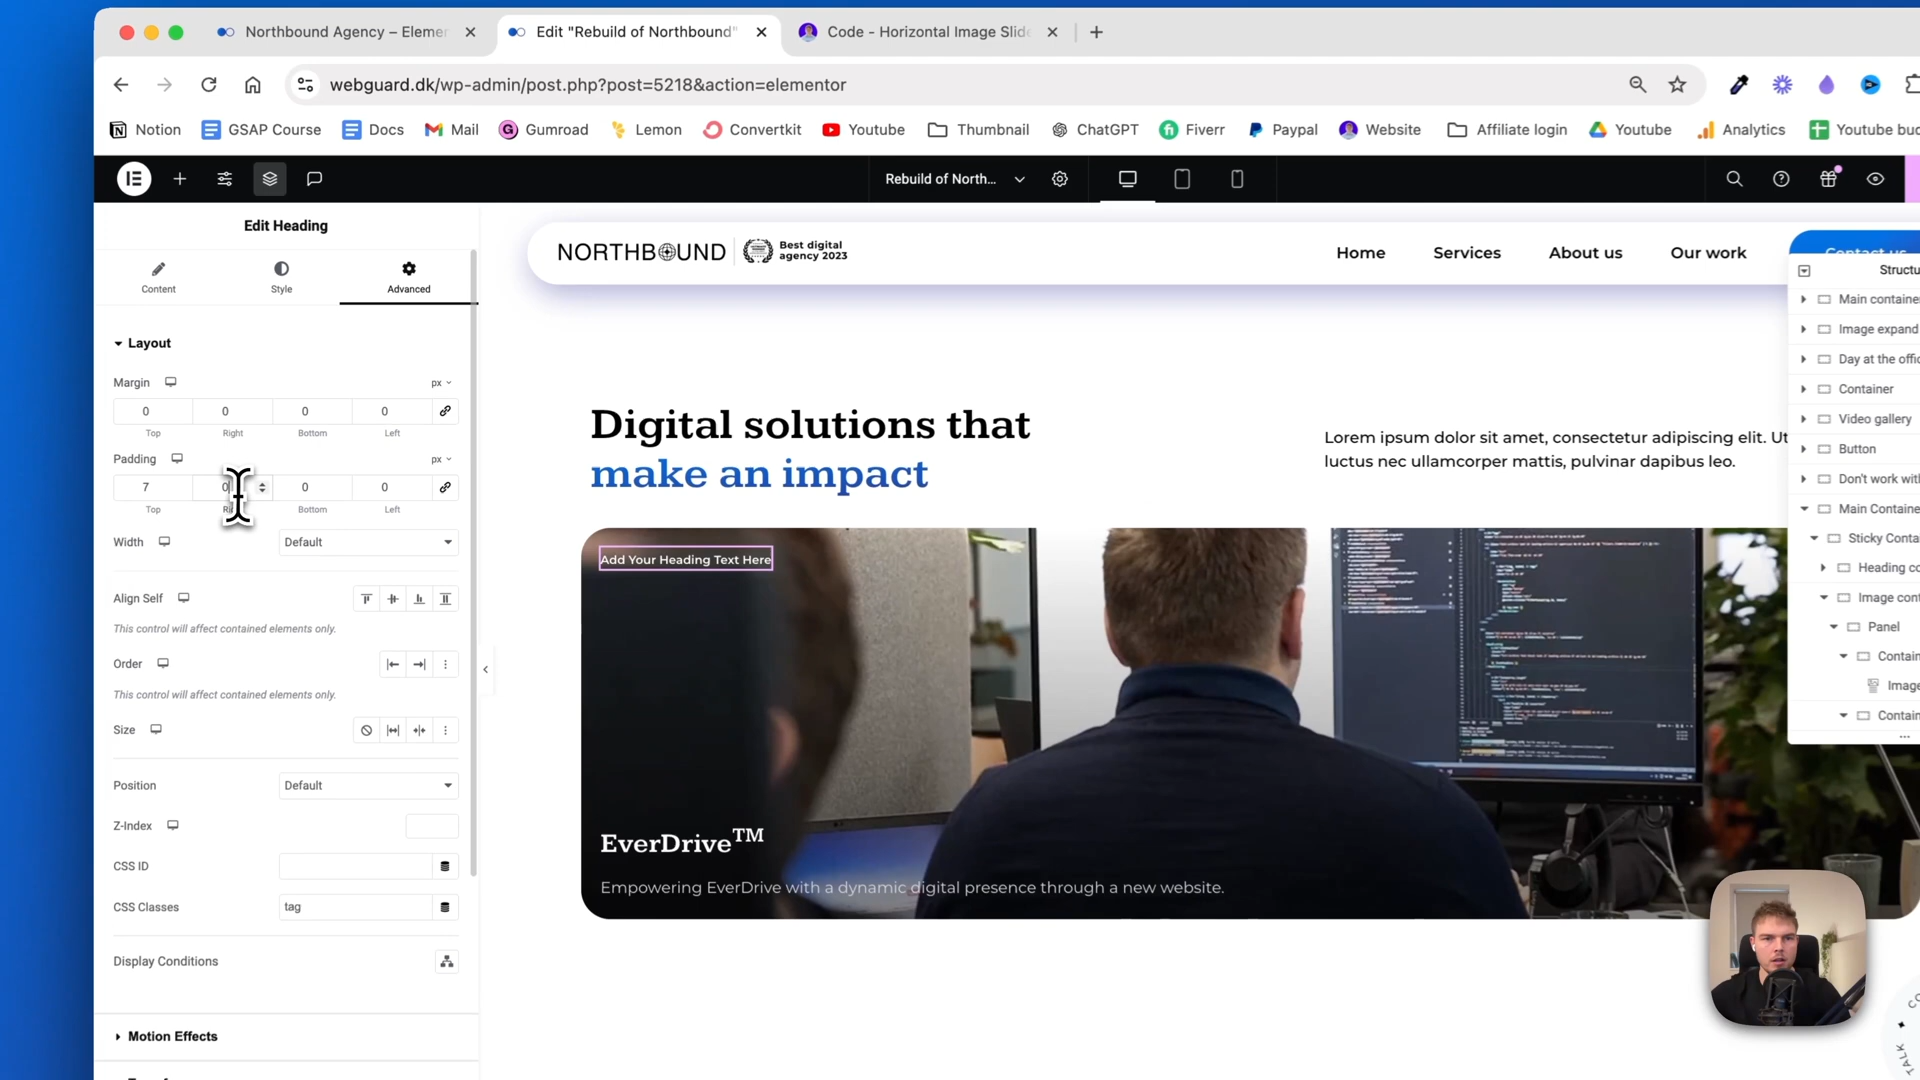 Northbound Agency – Elemen
Edit "Rebuild of Northbound"
Code - Horizontal Image Slide
webguard.dk/wp-admin/post.php?post=5218&action=elementor
Notion
GSAP Course
Docs
Mail
Gumroad
Lemon
Convertkit
Youtube
Thumbnail
ChatGPT
Fiverr
Paypal
Website
Affiliate login
Youtube
Analytics
Youtube buc
Rebuild of North...
Edit Heading
Content
Style
Advanced
Layout
Margin
px
0 0 0 0
Top Right Bottom Left
Padding
px
7 0 0 0
Top Bottom Left
Width
Default
Align Self
This control will affect contained elements only.
Order
This control will affect contained elements only.
Size
Position
Default
Z-Index
CSS ID
CSS Classes
tag
Display Conditions
Motion Effects
NORTHBOUND
Best digital
agency 2023
Home
Services
About us
Our work
Contact us
Digital solutions that
make an impact
Lorem ipsum dolor sit amet, consectetur adipiscing elit. Ut
luctus nec ullamcorper mattis, pulvinar dapibus leo.
Add Your Heading Text Here
EverDrive™
Empowering EverDrive with a dynamic digital presence through a new website.
Structu
Main containe
Image expand
Day at the offic
Container
Video gallery
Button
Don't work with
Main Containe
Sticky Conta
Heading co
Image cont
Panel
Contain
Image
Contain
TALK